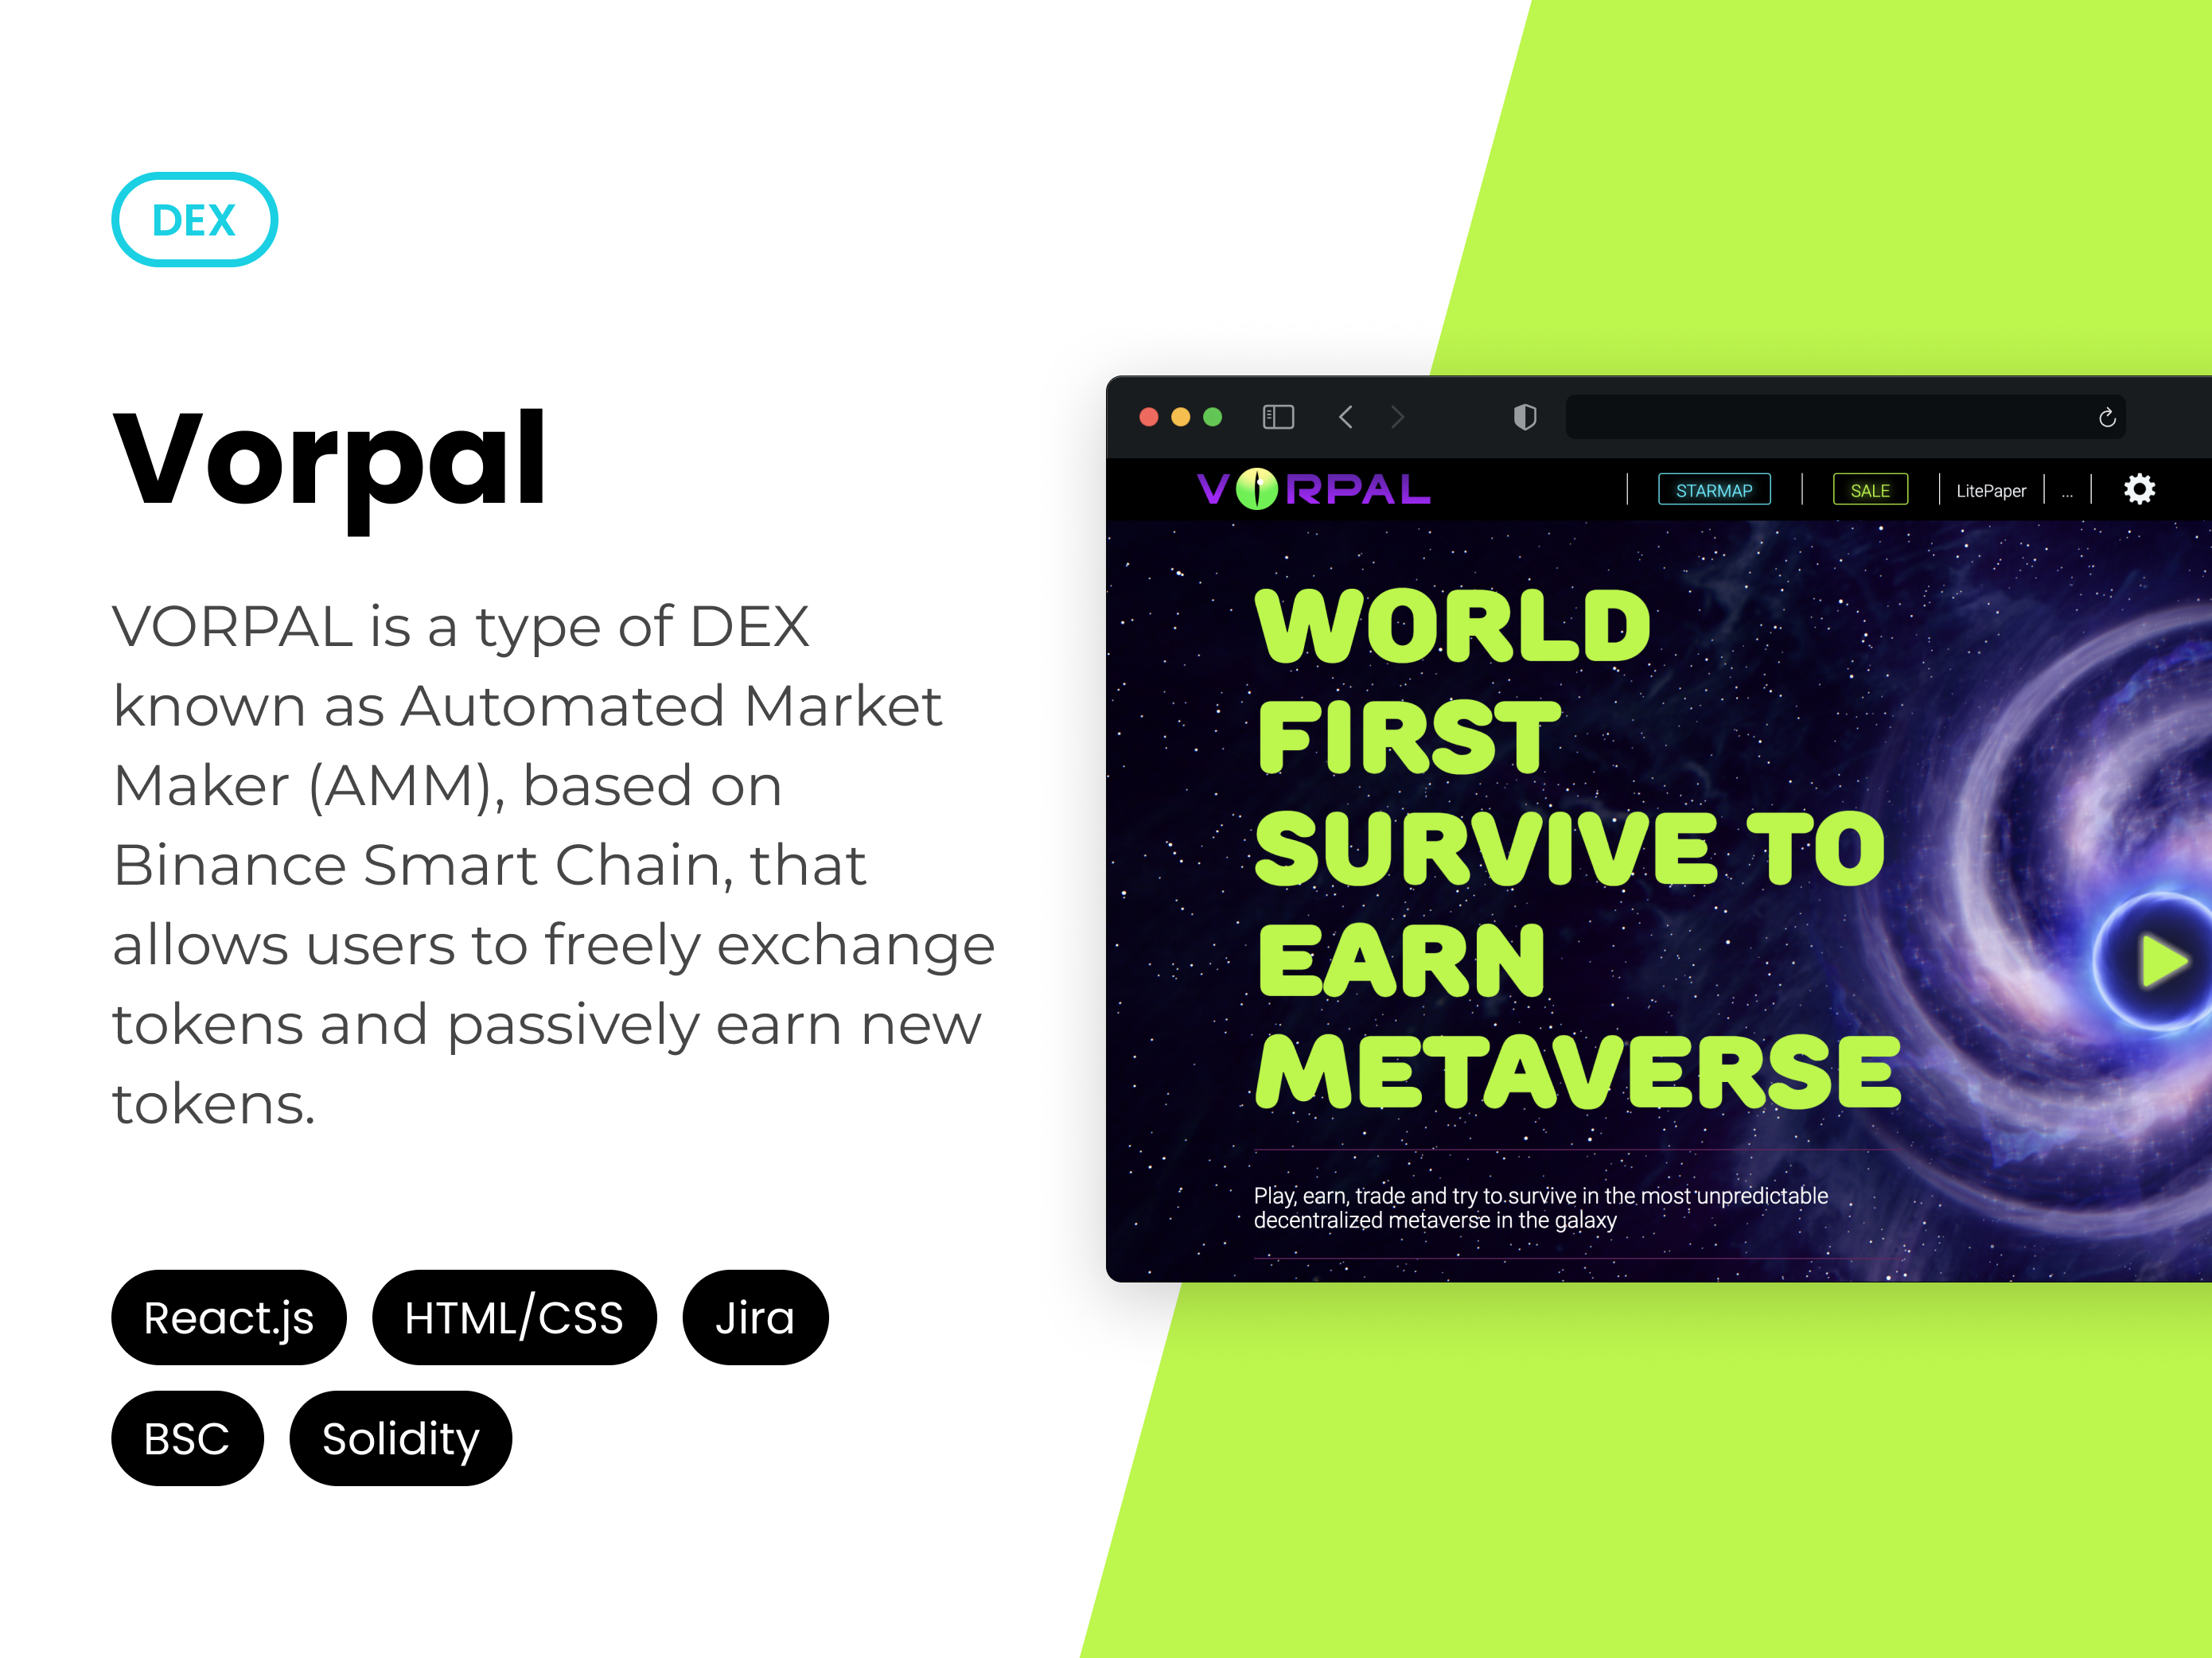 DEX
Vorpal
VORPAL is a type of DEX
known as Automated Market
Maker (AMM), based on
Binance Smart Chain, that
allows users to freely exchange
tokens and passively earn new
tokens.
React.js
HTML/CSS
Jira
BSC
Solidity
VORPAL
STARMAP
SALE
LitePaper
...
WORLD
FIRST
SURVIVE TO
EARN
METAVERSE
Play, earn, trade and try to survive in the most unpredictable
decentralized metaverse in the galaxy